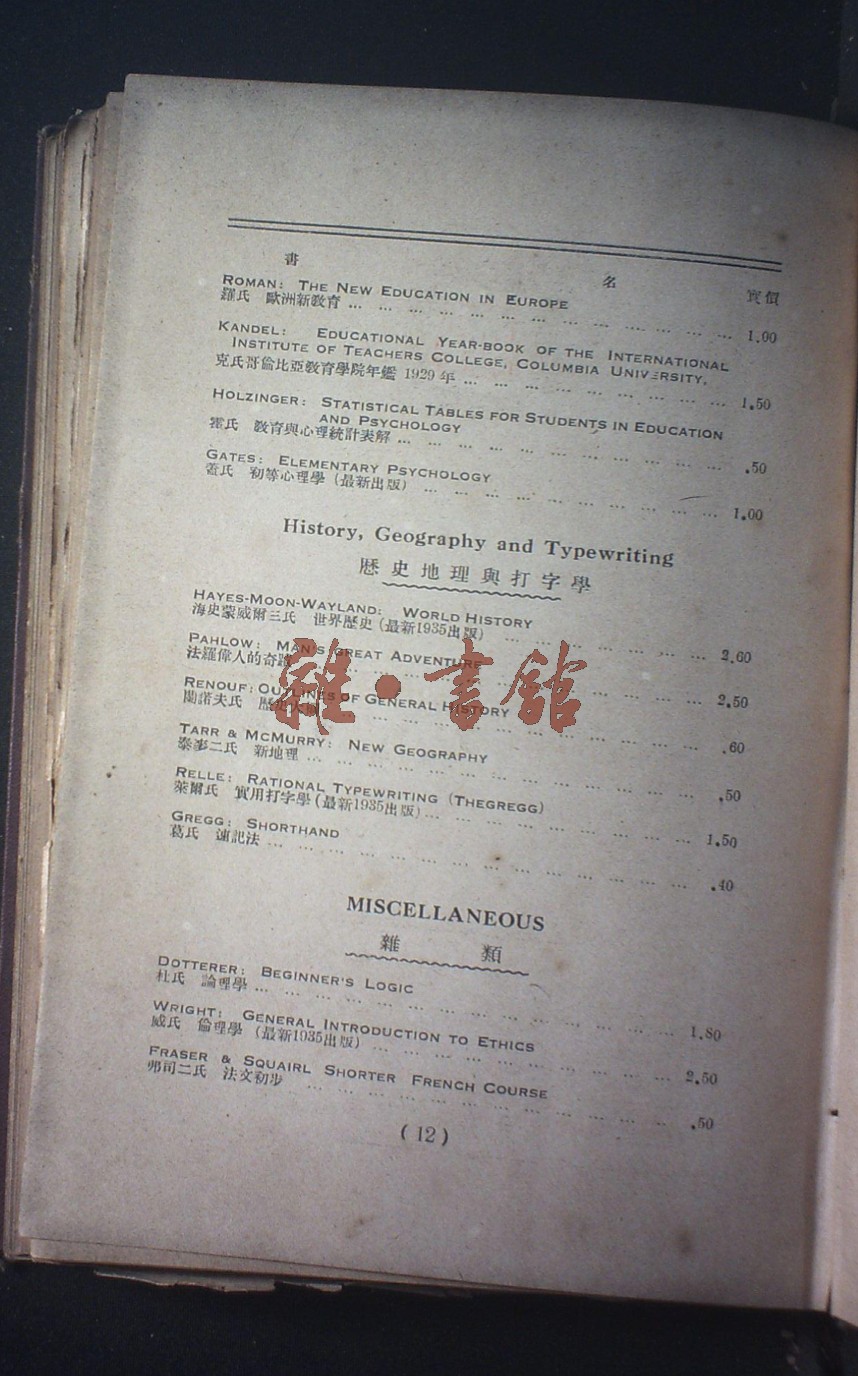 書 名 實價
ROMAN: THE NEW EDUCATION IN EUROPE
羅氏 歐洲新教育 ... ... ... ... ... ... ... ... ... ... ... ... ... 1.00
KANDEL: EDUCATIONAL YEAR-BOOK OF THE INTERNATIONAL
INSTITUTE OF TEACHERS COLLEGE, COLUMBIA UNIVERSITY.
克氏哥倫比亞敎育學院年鑑 1929 年 ... ... ... ... ... ... ... ... ... 1.50
HOLZINGER: STATISTICAL TABLES FOR STUDENTS IN EDUCATION
AND PSYCHOLOGY
霍氏 敎育與心理統計表解 ... ... ... ... ... ... ... ... ... ... ... .50
GATES: ELEMENTARY PSYCHOLOGY
蓋氏 初等心理學 (最新出版) ... ... ... ... ... ... ... ... ... ... 1.00
History, Geography and Typewriting
歷史地理與打字學
HAYES-MOON-WAYLAND: WORLD HISTORY
海史蒙威爾三氏 世界歷史 (最新1935出版) ... ... ... ... ... ... ... 2.60
PAHLOW: MAN'S GREAT ADVENTURE
法羅偉人的奇蹟 ... ... ... ... ... ... ... ... ... ... ... ... 2.50
RENOUF: OUTLINES OF GENERAL HISTORY
諾夫氏 歷史大綱 ... ... ... ... ... ... ... ... ... ... ... ... .60
TARR & MCMURRY: NEW GEOGRAPHY
泰麥二氏 新地理 ... ... ... ... ... ... ... ... ... ... ... ... ... .50
RELLE: RATIONAL TYPEWRITING (THEGREGG)
萊爾氏 實用打字學 (最新1935出版)... ... ... ... ... ... ... ... ... 1.50
GREGG: SHORTHAND
葛氏 速記法 ... ... ... ... ... ... ... ... ... ... ... ... ... ... .40
MISCELLANEOUS
雜 類
DOTTERER: BEGINNER'S LOGIC
杜氏 論理學 ... ... ... ... ... ... ... ... ... ... ... ... ... ... 1.80
WRIGHT: GENERAL INTRODUCTION TO ETHICS
威氏 倫理學 (最新1935出版) ... ... ... ... ... ... ... ... ... ... 2.50
FRASER & SQUAIRL SHORTER FRENCH COURSE
弗司二氏 法文初步 ... ... ... ... ... ... ... ... ... ... ... ... .50
(12)
雜·書館